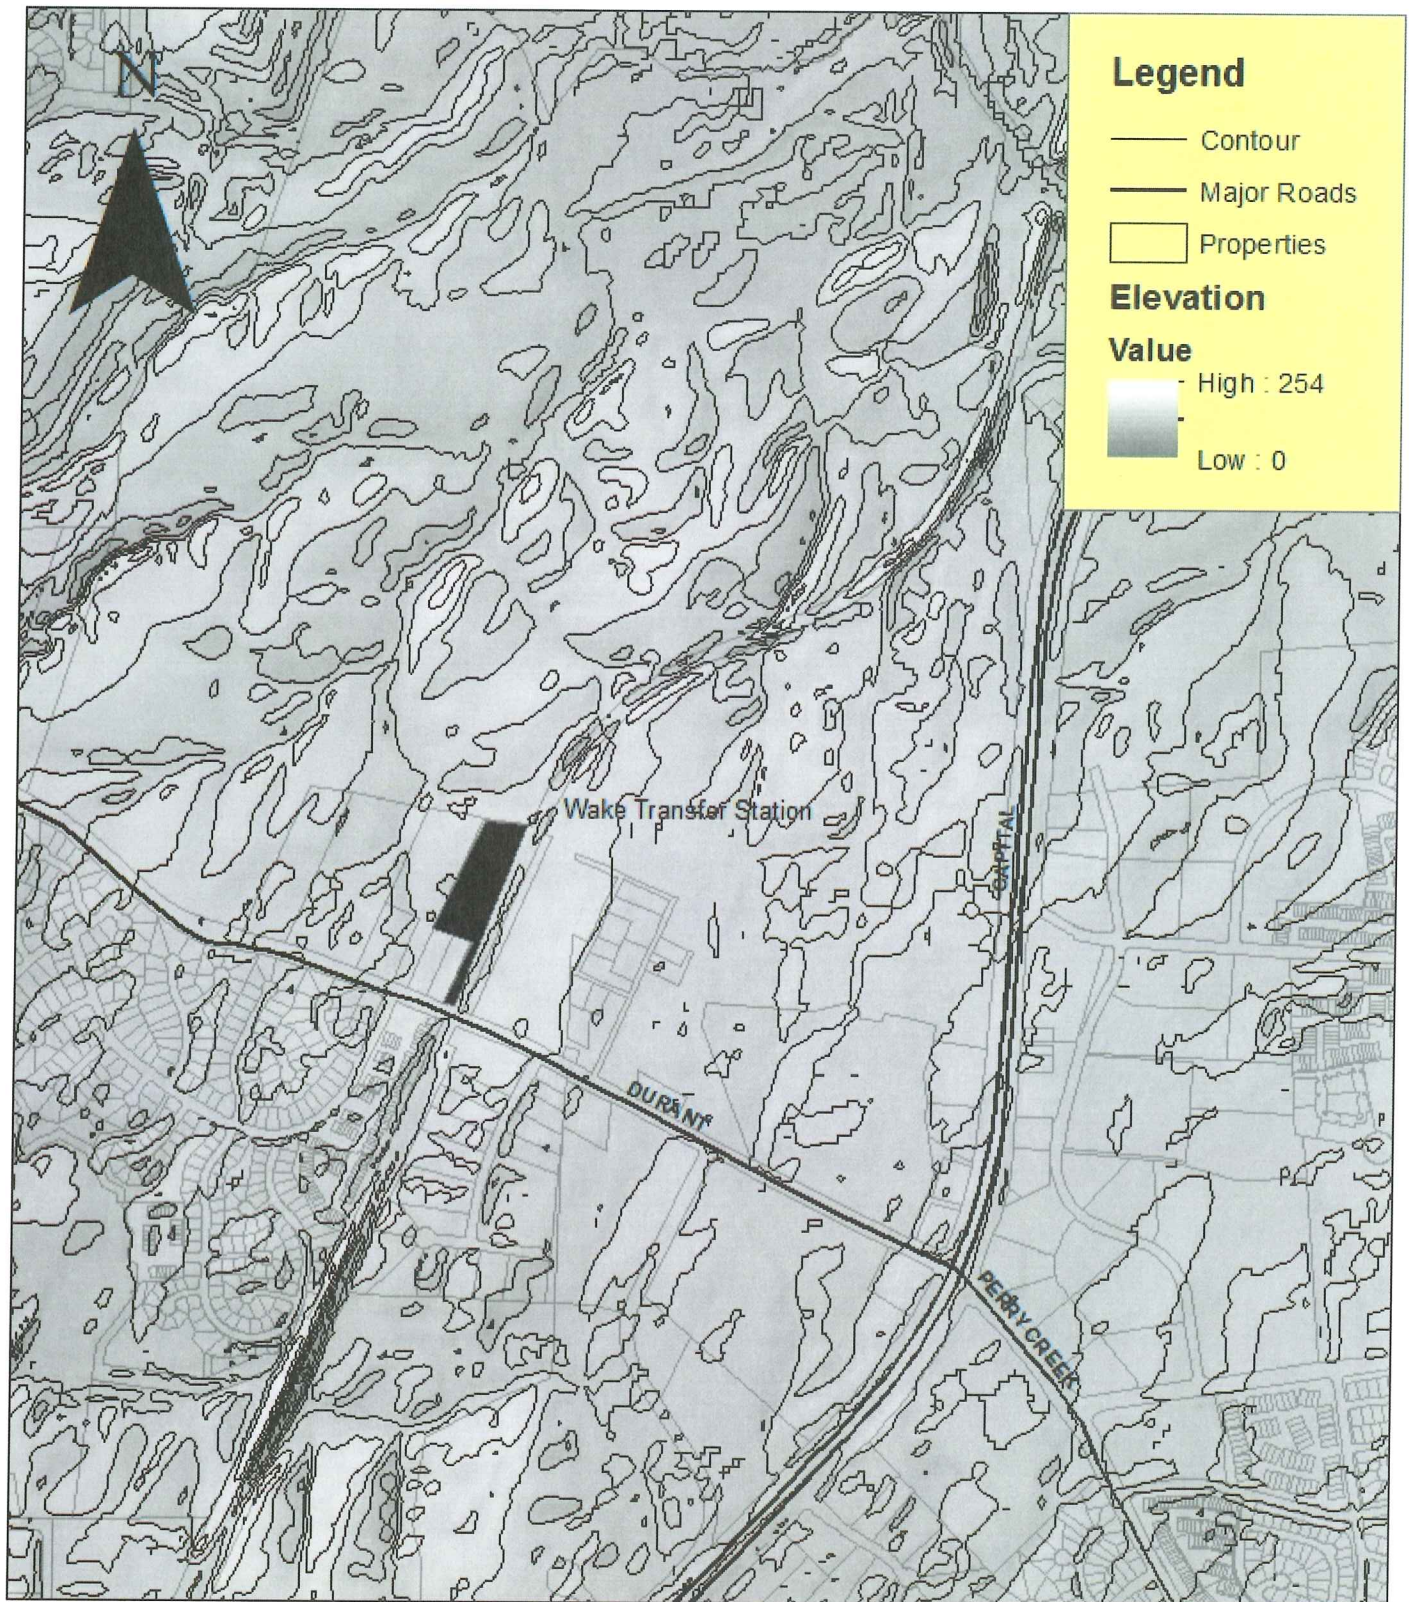 N
Legend
Contour
Major Roads
Properties
Elevation
Value
High : 254
Low : 0
Wake Transfer Station
CAPITAL
DURANT
PERRY CREEK